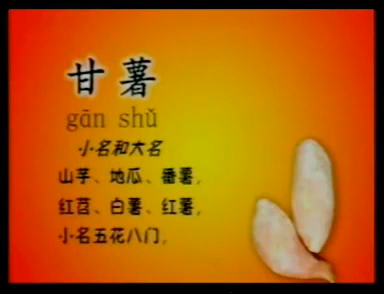 甘薯
gān shǔ
小名和大名
山芋、地瓜、番薯，
红苕、白薯、红薯，
小名五花八门，